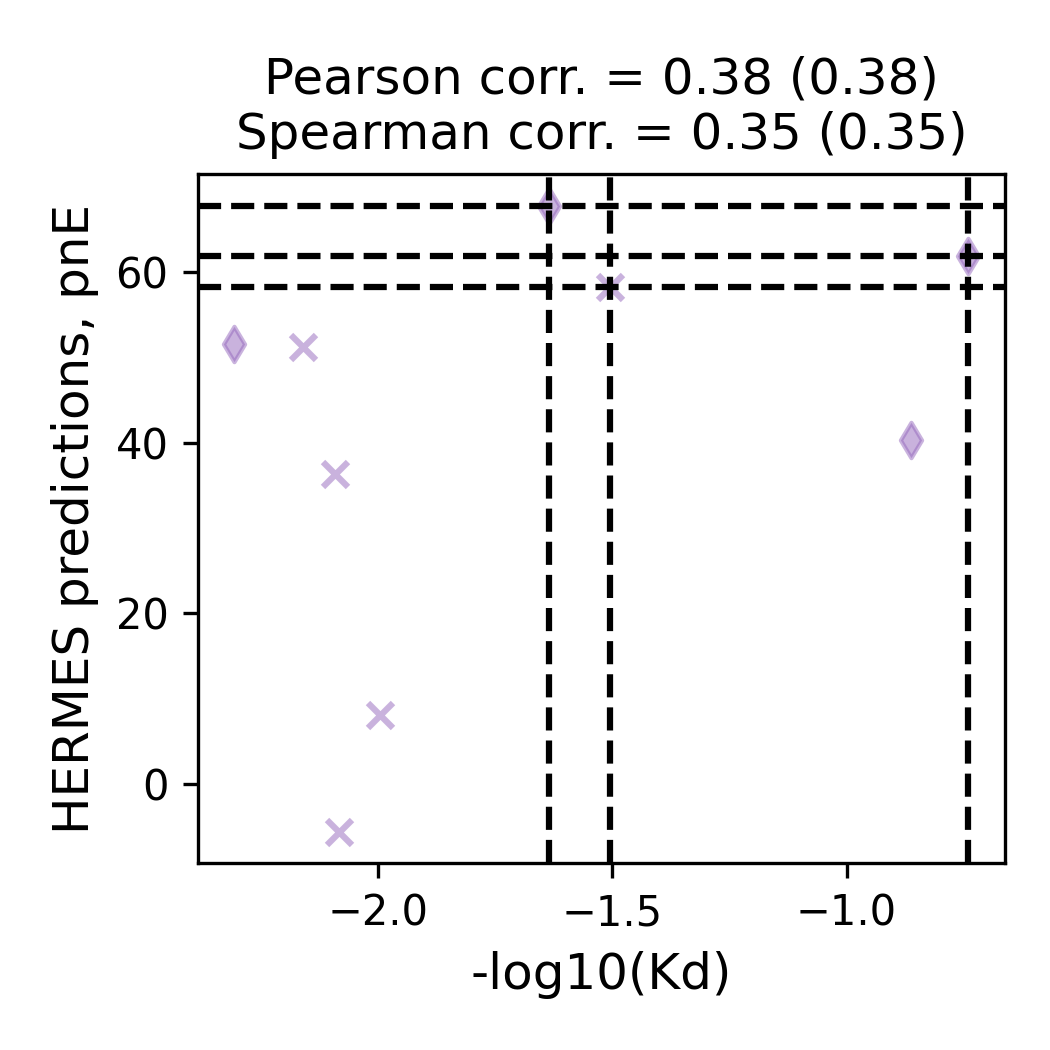 Pearson corr. = 0.38 (0.38)
Spearman corr. = 0.35 (0.35)
HERMES predictions, pnE
60
40
20
0
−2.0
−1.5
−1.0
-log10(Kd)